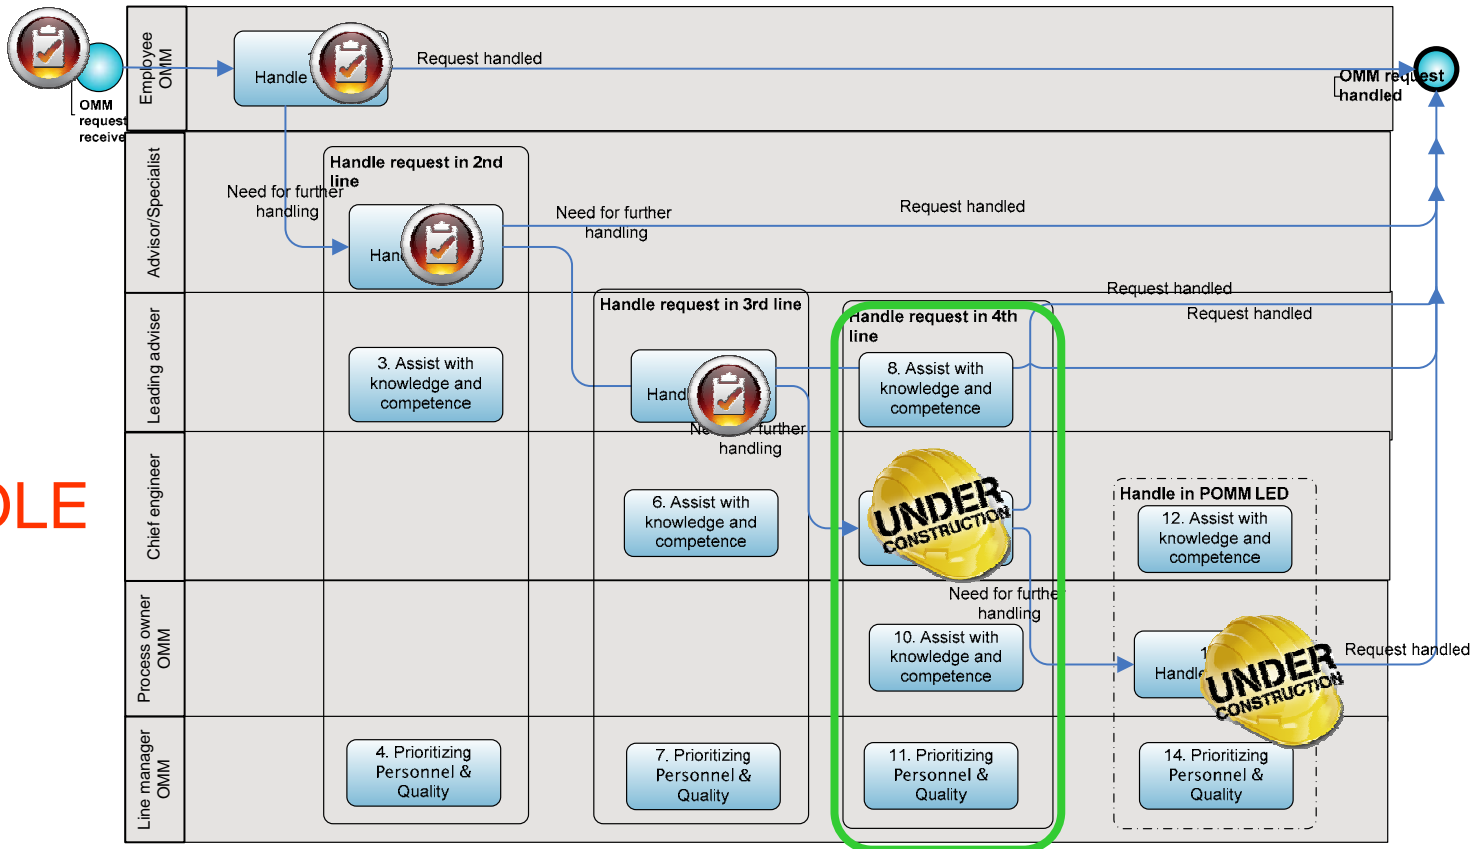 Employee
OMM
Handle
Request handled
OMM
request
receive
OMM request
handled
Advisor/Specialist
Handle request in 2nd
line
Need for further
handling
Need for further
handling
Request handled
Leading adviser
3. Assist with
knowledge and
competence
Handle request in 3rd line
Handle request in 4th
line
8. Assist with
knowledge and
competence
Request handled
Request handled
further
handling
Chief engineer
6. Assist with
knowledge and
competence
UNDER
CONSTRUCTION
Handle in POMM LED
12. Assist with
knowledge and
competence
OLE
Process owner
OMM
Need for further
handling
10. Assist with
knowledge and
competence
Handle
UNDER
CONSTRUCTION
Request handled
Line manager
OMM
4. Prioritizing
Personnel &
Quality
7. Prioritizing
Personnel &
Quality
11. Prioritizing
Personnel &
Quality
14. Prioritizing
Personnel &
Quality